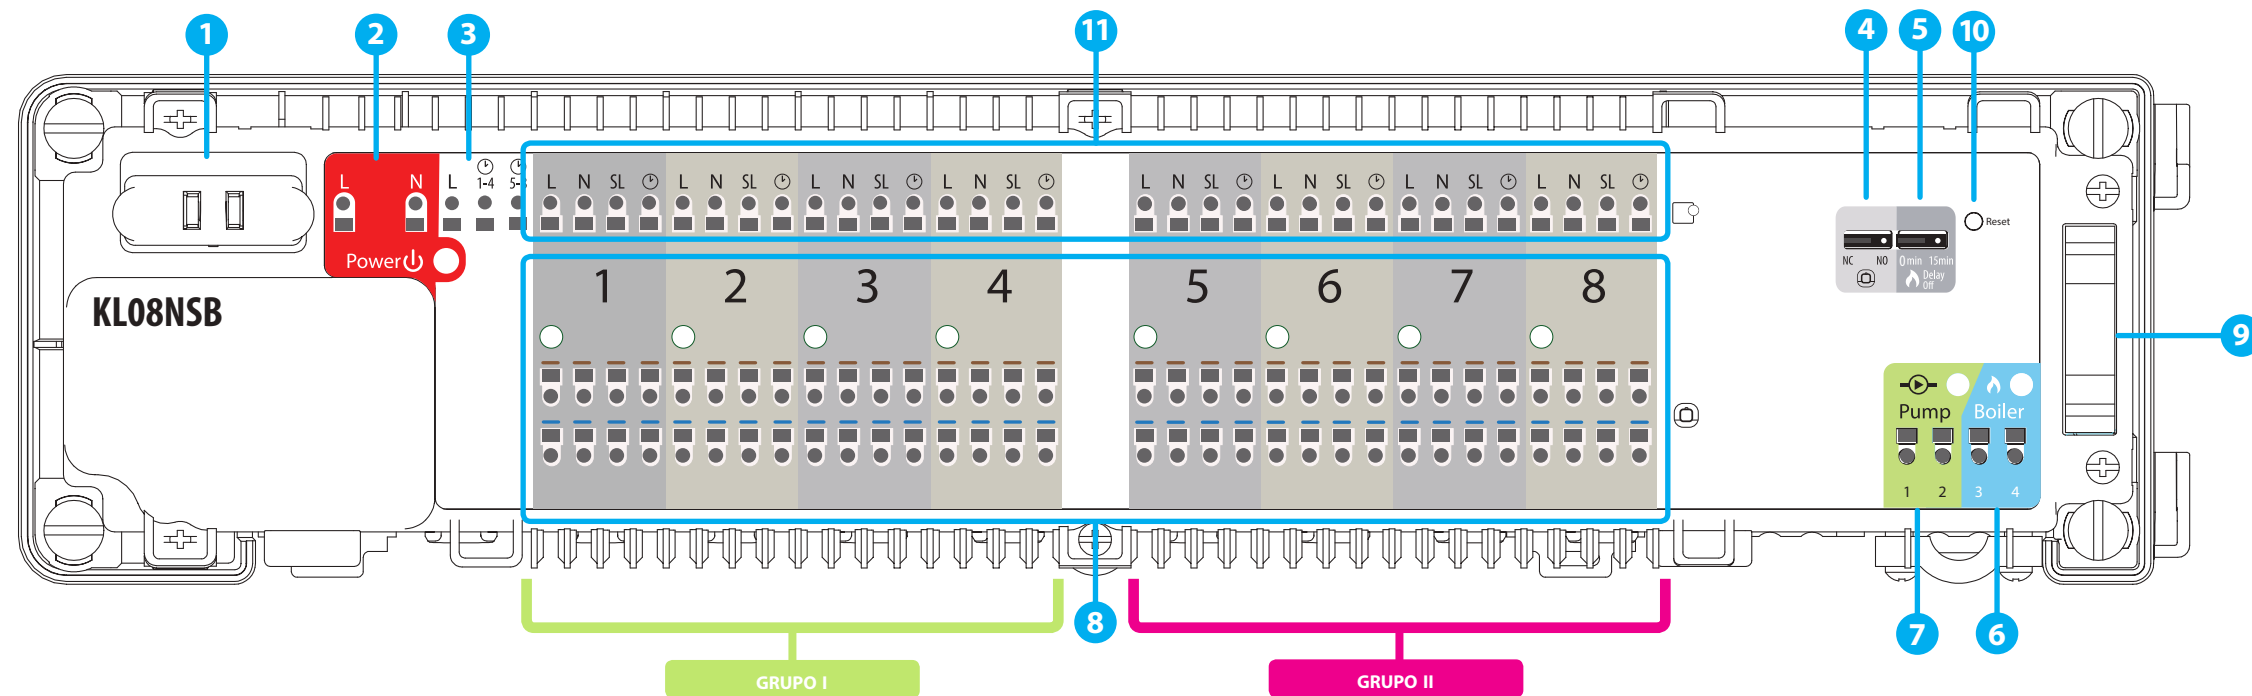 1 2 3 11 4 5 10
L N L 1-4 5-8 L N SL L N SL L N SL L N SL L N SL L N SL L N SL L N SL
Reset
Power
NC NO 0min 15min
Delay
Off
1 2 3 4 5 6 7 8
KL08NSB
9
Pump Boiler
1 2 3 4
8 7 6
GRUPO I GRUPO II